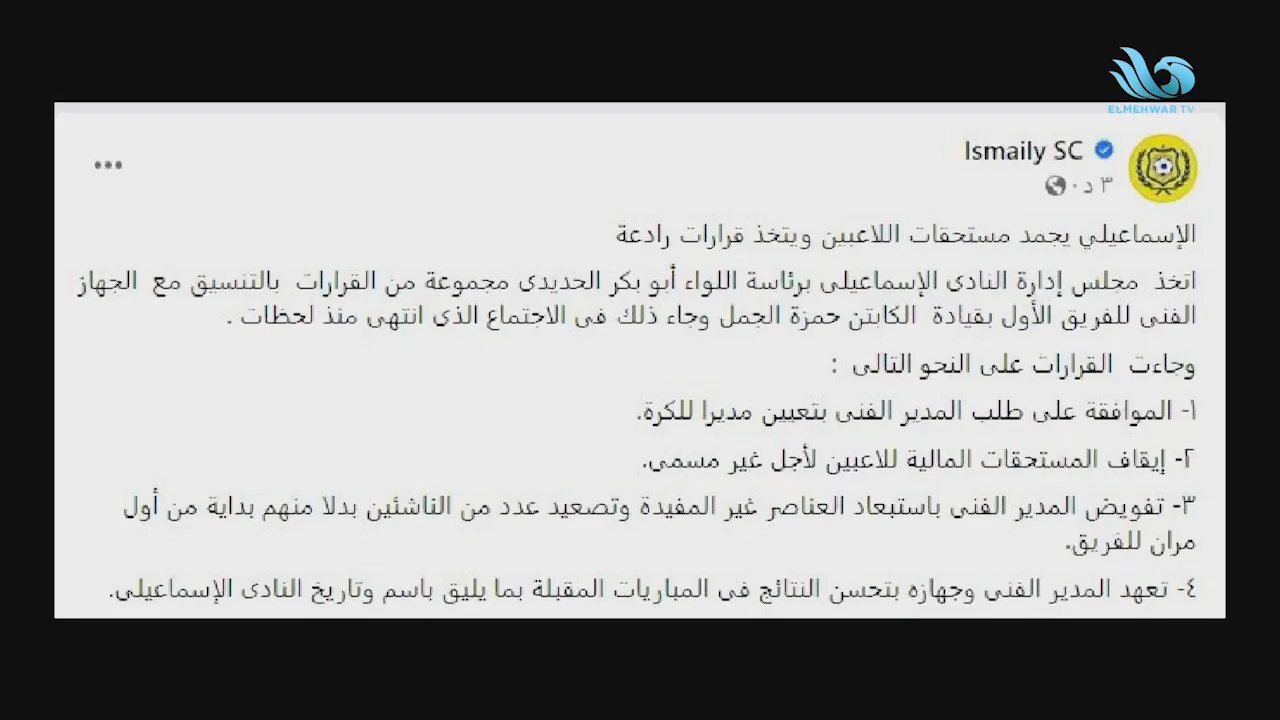 ELMEHWAR TV
Ismaily SC
٣ د ·
الإسماعيلي يجمد مستحقات اللاعبين ويتخذ قرارات رادعة
اتخذ مجلس إدارة النادى الإسماعيلى برئاسة اللواء أبو بكر الحديدى مجموعة من القرارات بالتنسيق مع الجهاز
الفنى للفريق الأول بقيادة الكابتن حمزة الجمل وجاء ذلك فى الاجتماع الذى انتهى منذ لحظات .
وجاءت القرارات على النحو التالى :
١- الموافقة على طلب المدير الفنى بتعيين مديرا للكرة.
٢- إيقاف المستحقات المالية للاعبين لأجل غير مسمى.
٣- تفويض المدير الفنى باستبعاد العناصر غير المفيدة وتصعيد عدد من الناشئين بدلا منهم بداية من أول
مران للفريق.
٤- تعهد المدير الفنى وجهازه بتحسن النتائج فى المباريات المقبلة بما يليق باسم وتاريخ النادى الإسماعيلى.